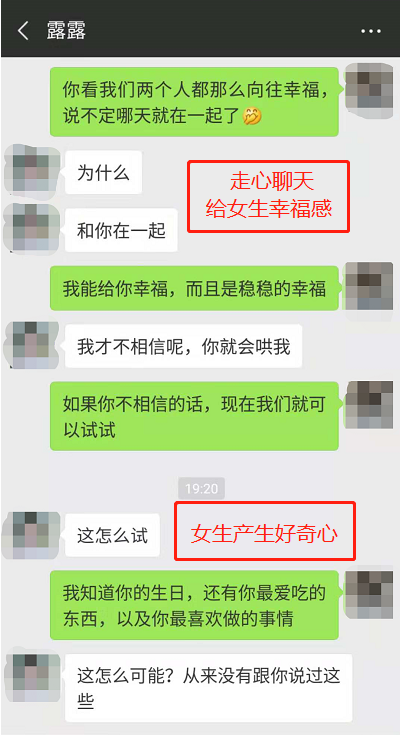 露露
你看我们两个人都那么向往幸福，
说不定哪天就在一起了🤣
为什么
走心聊天
给女生幸福感
和你在一起
我能给你幸福，而且是稳稳的幸福
我才不相信呢，你就会哄我
如果你不相信的话，现在我们就可
以试试
19:20
这怎么试
女生产生好奇心
我知道你的生日，还有你最爱吃的
东西，以及你最喜欢做的事情
这怎么可能？从来没有跟你说过这
些